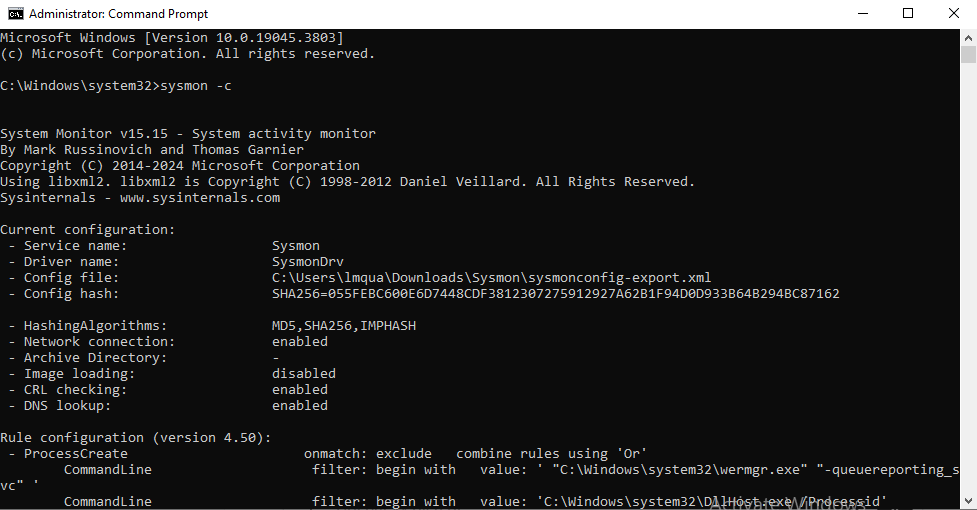 Administrator: Command Prompt
Microsoft Windows [Version 10.0.19045.3803]
(c) Microsoft Corporation. All rights reserved.
C:\Windows\system32>sysmon -c
System Monitor v15.15 - System activity monitor
By Mark Russinovich and Thomas Garnier
Copyright (C) 2014-2024 Microsoft Corporation
Using libxml2. libxml2 is Copyright (C) 1998-2012 Daniel Veillard. All Rights Reserved.
Sysinternals - www.sysinternals.com
Current configuration:
- Service name: Sysmon
- Driver name: SysmonDrv
- Config file: C:\Users\lmqua\Downloads\Sysmon\sysmonconfig-export.xml
- Config hash: SHA256=055FEBC600E6D7448CDF3812307275912927A62B1F94D0D933B64B294BC87162
- HashingAlgorithms: MD5,SHA256,IMPHASH
- Network connection: enabled
- Archive Directory: -
- Image loading: disabled
- CRL checking: enabled
- DNS lookup: enabled
Rule configuration (version 4.50):
- ProcessCreate onmatch: exclude combine rules using 'Or'
CommandLine filter: begin with value: ' "C:\Windows\system32\wermgr.exe" "-queuereporting_s
vc" '
CommandLine filter: begin with value: 'C:\Windows\system32\DllHost.exe /Processid'
Activate Windows